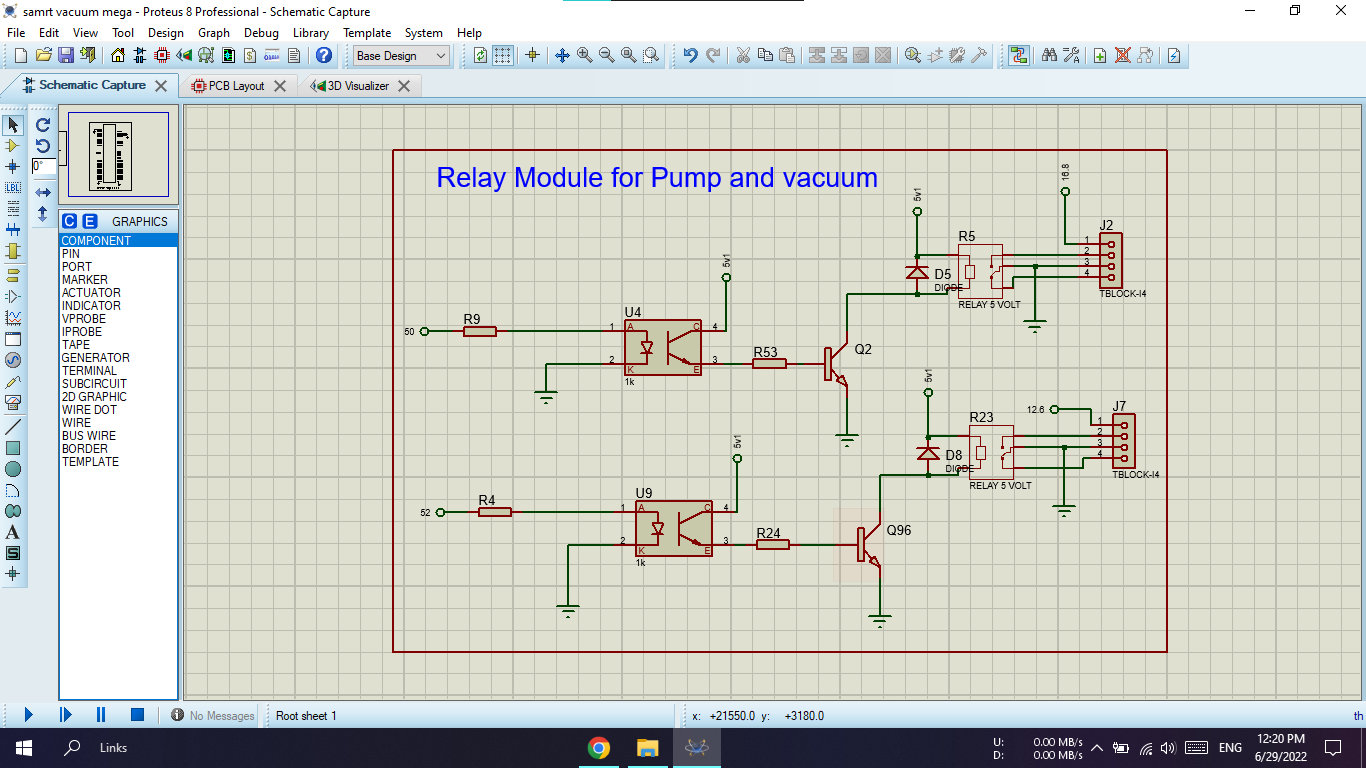 samrt vacuum mega - Proteus 8 Professional - Schematic Capture
File Edit View Tool Design Graph Debug Library Template System Help
Base Design
Schematic Capture
PCB Layout
3D Visualizer
0°
LBL
C E GRAPHICS
COMPONENT
PIN
PORT
MARKER
ACTUATOR
INDICATOR
VPROBE
IPROBE
TAPE
GENERATOR
TERMINAL
SUBCIRCUIT
2D GRAPHIC
WIRE DOT
WIRE
BUS WIRE
BORDER
TEMPLATE
A
S
Relay Module for Pump and vacuum
16.8
5v1
J2
1
2
3
4
TBLOCK-I4
R5
RELAY 5 VOLT
D5
DIODE
5v1
U4
1 A C 4
2 K E 3
1k
50
R9
R53
Q2
5v1
12.6
J7
1
2
3
4
TBLOCK-I4
R23
RELAY 5 VOLT
D8
DIODE
5v1
U9
1 A C 4
2 K E 3
1k
52
R4
R24
Q96
No Messages
Root sheet 1
x: +21550.0 y: +3180.0
th
Links
U: 0.00 MB/s
D: 0.00 MB/s
ENG
12:20 PM
6/29/2022